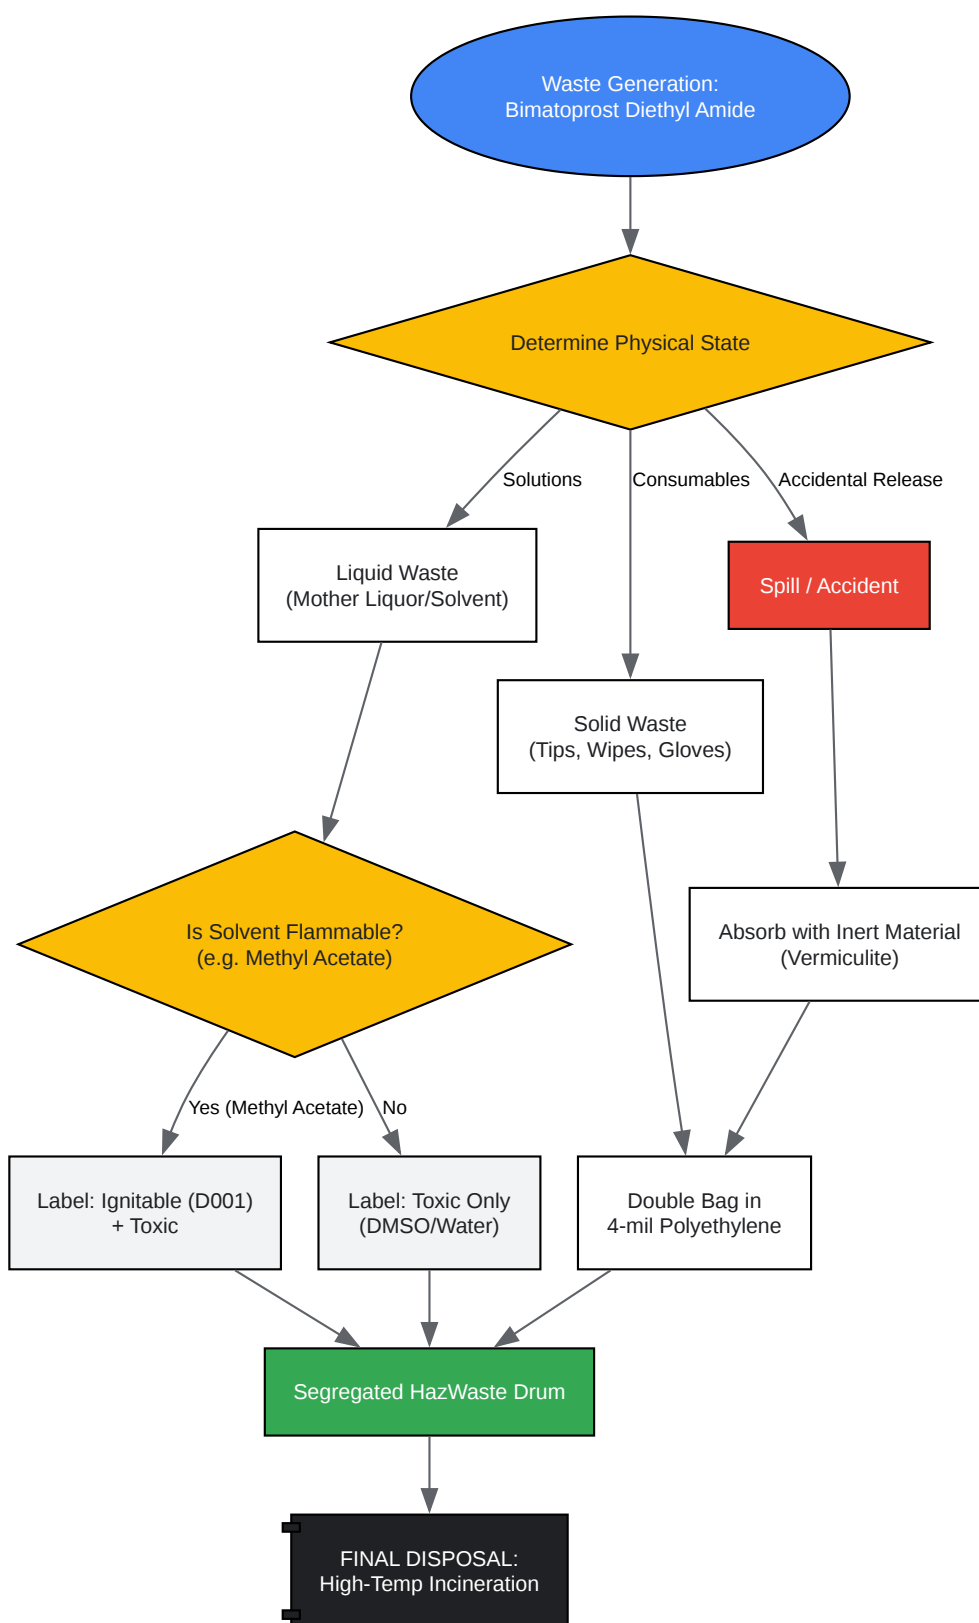 Waste Generation:
Bimatoprost Diethyl Amide
Determine Physical State
Solutions
Consumables
Accidental Release
Liquid Waste
(Mother Liquor/Solvent)
Spill / Accident
Solid Waste
(Tips, Wipes, Gloves)
Is Solvent Flammable?
(e.g. Methyl Acetate)
Absorb with Inert Material
(Vermiculite)
Yes (Methyl Acetate)
No
Label: Ignitable (D001)
+ Toxic
Label: Toxic Only
(DMSO/Water)
Double Bag in
4-mil Polyethylene
Segregated HazWaste Drum
FINAL DISPOSAL:
High-Temp Incineration